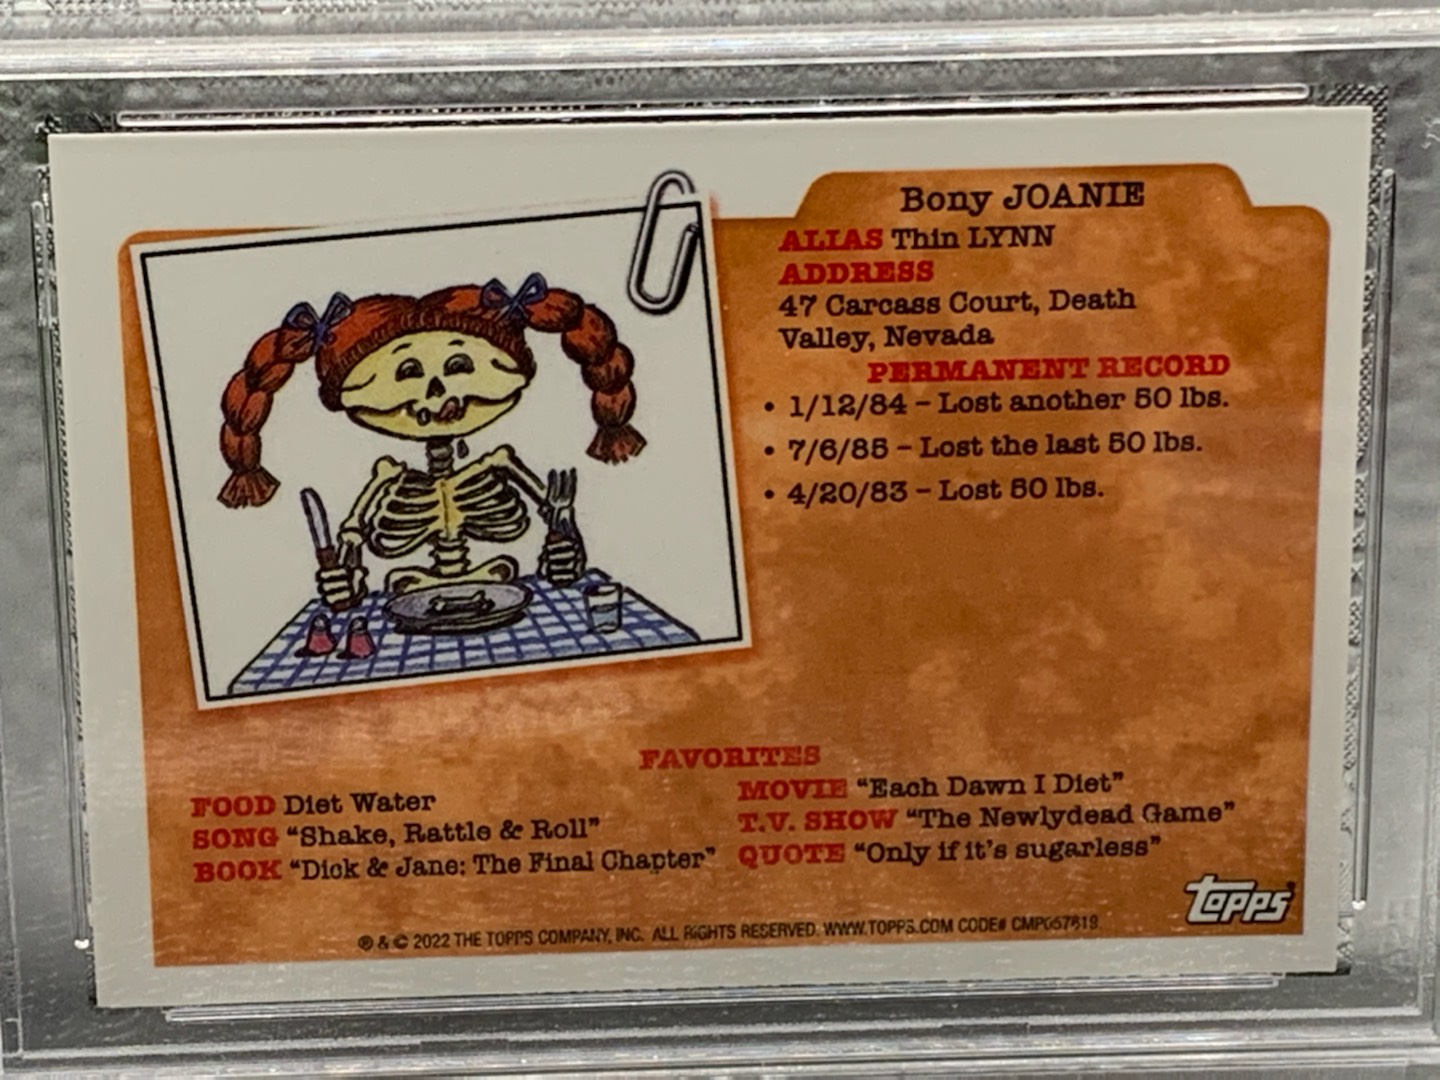 Bony JOANIE
ALIAS Thin LYNN
ADDRESS
47 Carcass Court, Death
Valley, Nevada
PERMANENT RECORD
• 1/12/84 – Lost another 50 lbs.
• 7/6/85 – Lost the last 50 lbs.
• 4/20/83 – Lost 50 lbs.
FAVORITES
FOOD Diet Water
SONG “Shake, Rattle & Roll”
BOOK “Dick & Jane: The Final Chapter”
MOVIE “Each Dawn I Diet”
T.V. SHOW “The Newlydead Game”
QUOTE “Only if it’s sugarless”
topps®
® & © 2022 THE TOPPS COMPANY, INC. ALL RIGHTS RESERVED. WWW.TOPPS.COM CODE# CMP057819